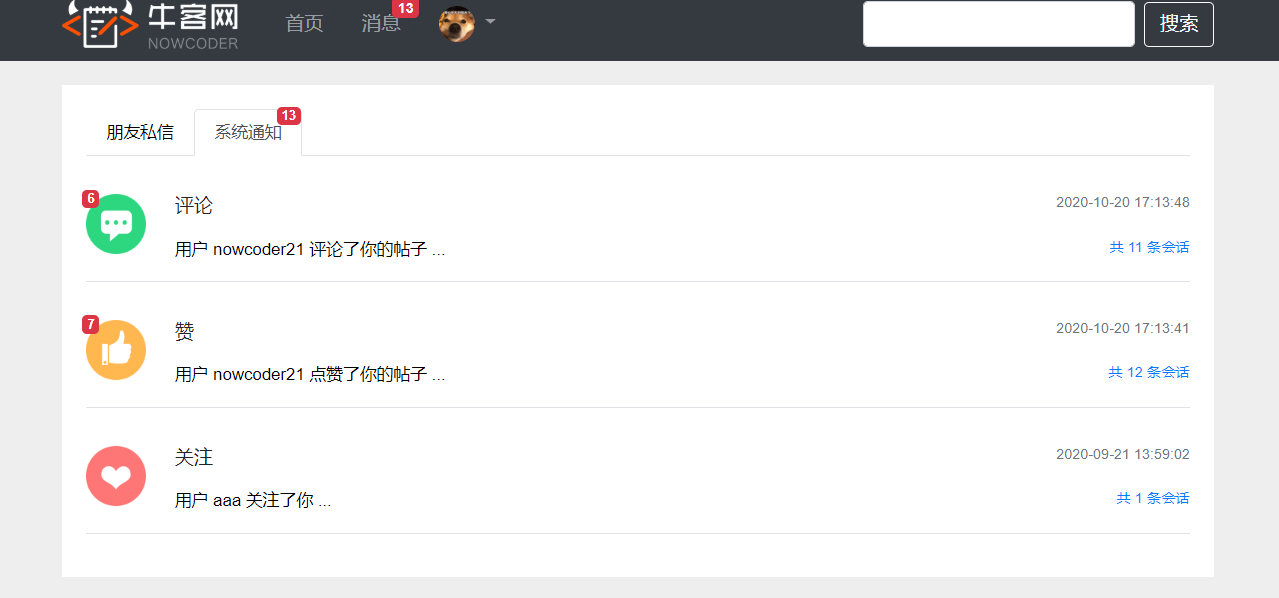 牛客网
NOWCODER
首页
消息
13
搜索
朋友私信
系统通知
13
6
评论
2020-10-20 17:13:48
用户 nowcoder21 评论了你的帖子 ...
共 11 条会话
7
赞
2020-10-20 17:13:41
用户 nowcoder21 点赞了你的帖子 ...
共 12 条会话
关注
2020-09-21 13:59:02
用户 aaa 关注了你 ...
共 1 条会话